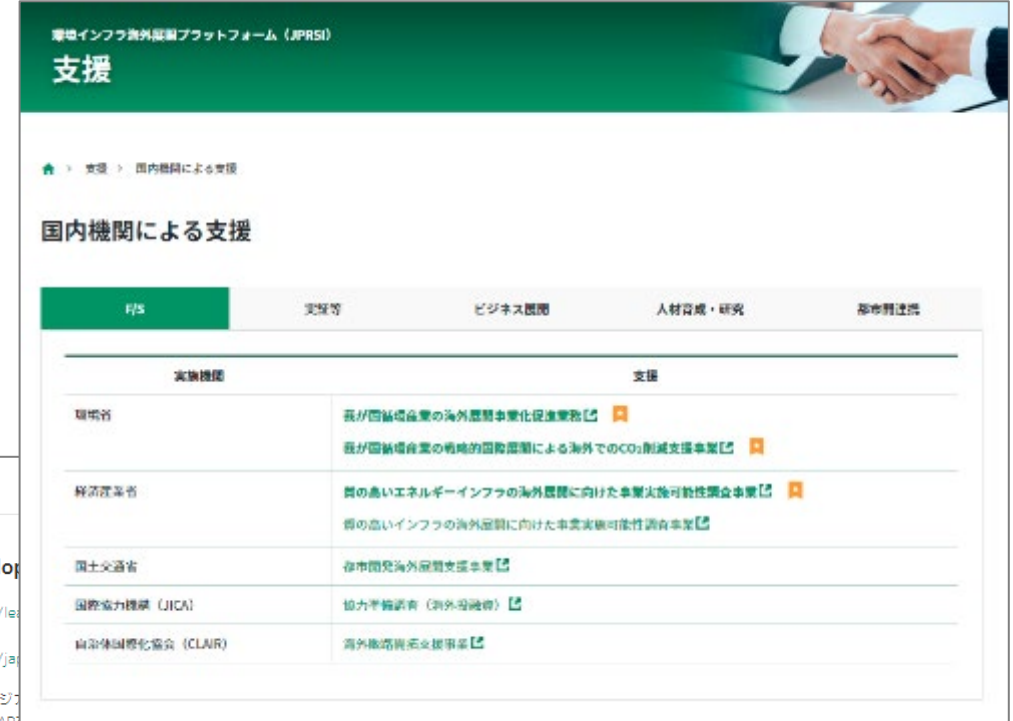 環境インフラ海外展開プラットフォーム（JPRSI）
支援
支援 > 国内機関による支援
国内機関による支援
F/S 実証等 ビジネス展開 人材育成・研究 都市間連携
実施機関 支援
環境省 我が国循環産業の海外展開事業化促進業務
我が国循環産業の戦略的国際展開による海外でのCO₂削減支援事業
経済産業省 質の高いエネルギーインフラの海外展開に向けた事業実施可能性調査事業
質の高いインフラの海外展開に向けた事業実施可能性調査事業
国土交通省 都市開発海外展開支援事業
国際協力機構（JICA） 協力準備調査（海外投融資）
自治体国際化協会（CLAIR） 海外販路開拓支援事業